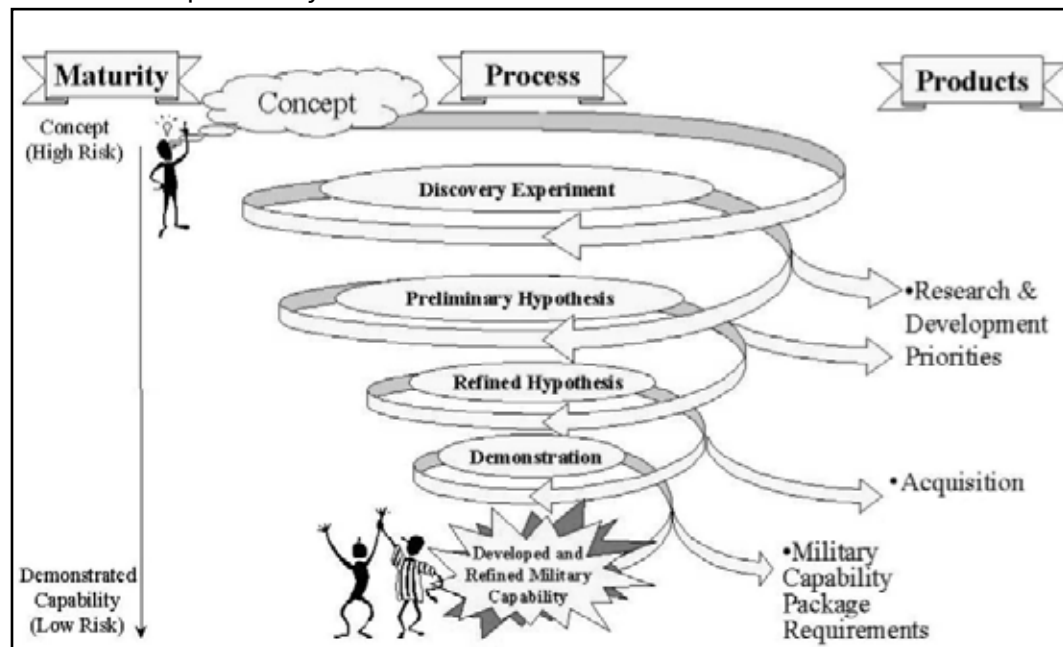 Maturity
Process
Products
Concept
Concept
(High Risk)
Discovery Experiment
Preliminary Hypothesis
•Research &
Development
Priorities
Refined Hypothesis
Demonstration
•Acquisition
Developed and
Refined Military
Capability
•Military
Capability
Package
Requirements
Demonstrated
Capability
(Low Risk)